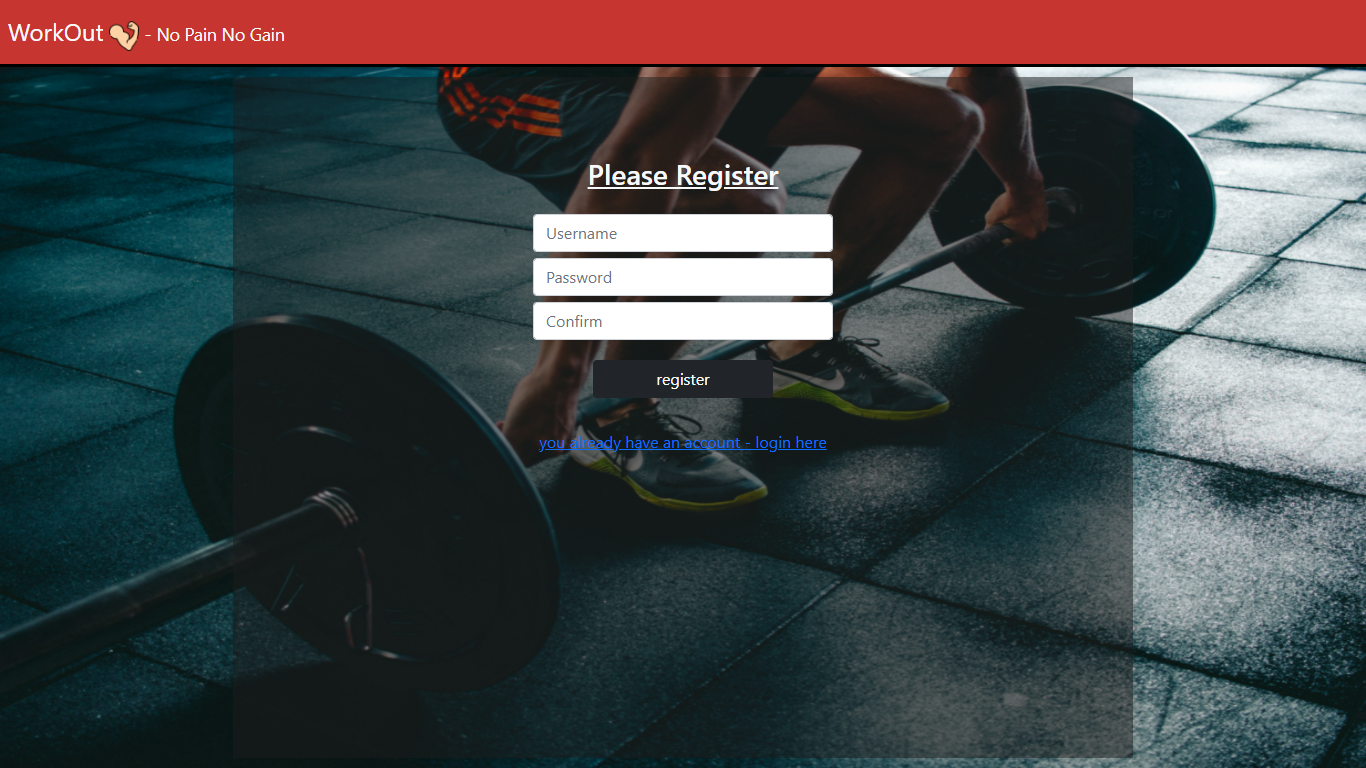 WorkOut - No Pain No Gain
Please Register
Username
Password
Confirm
register
you already have an account - login here